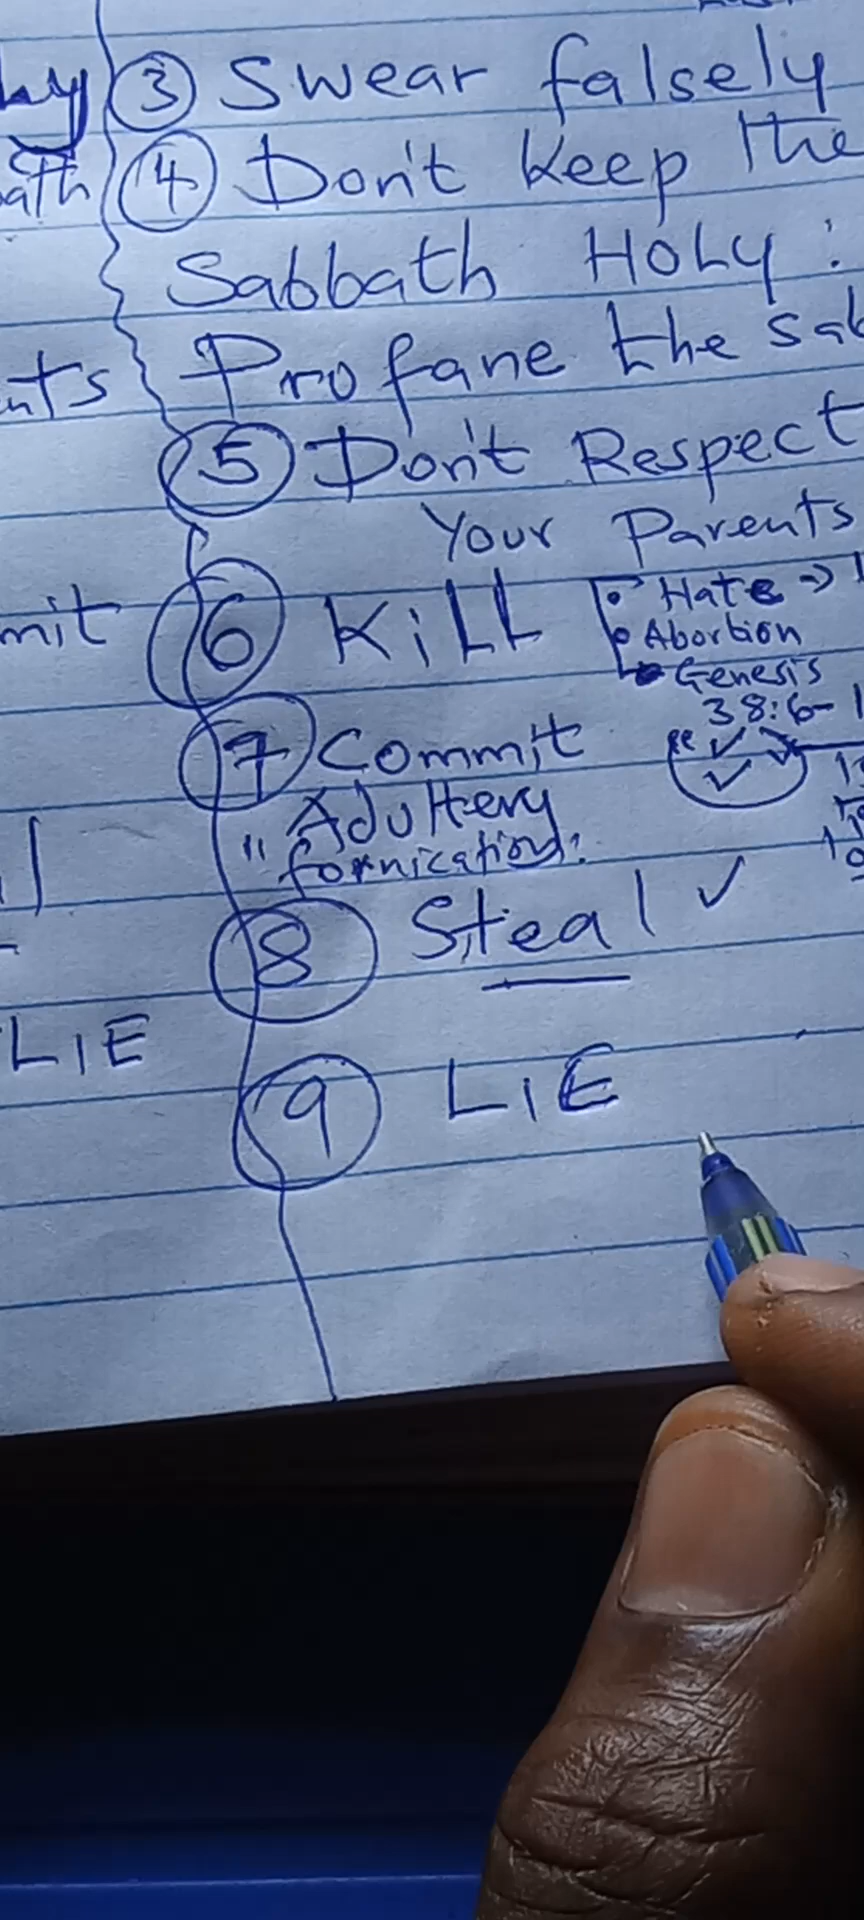 ③ Swear falsely
④ Don't Keep the
Sabbath HOLY:
Profane the
⑤ Don't Respect
Your Parents
⑥ KiLL
• Hate →
• Abortion
• Genesis
38:6-
⑦ Commit
Adultery
" fornication:
⑧ Steal ✓
LIE
⑨ LIE